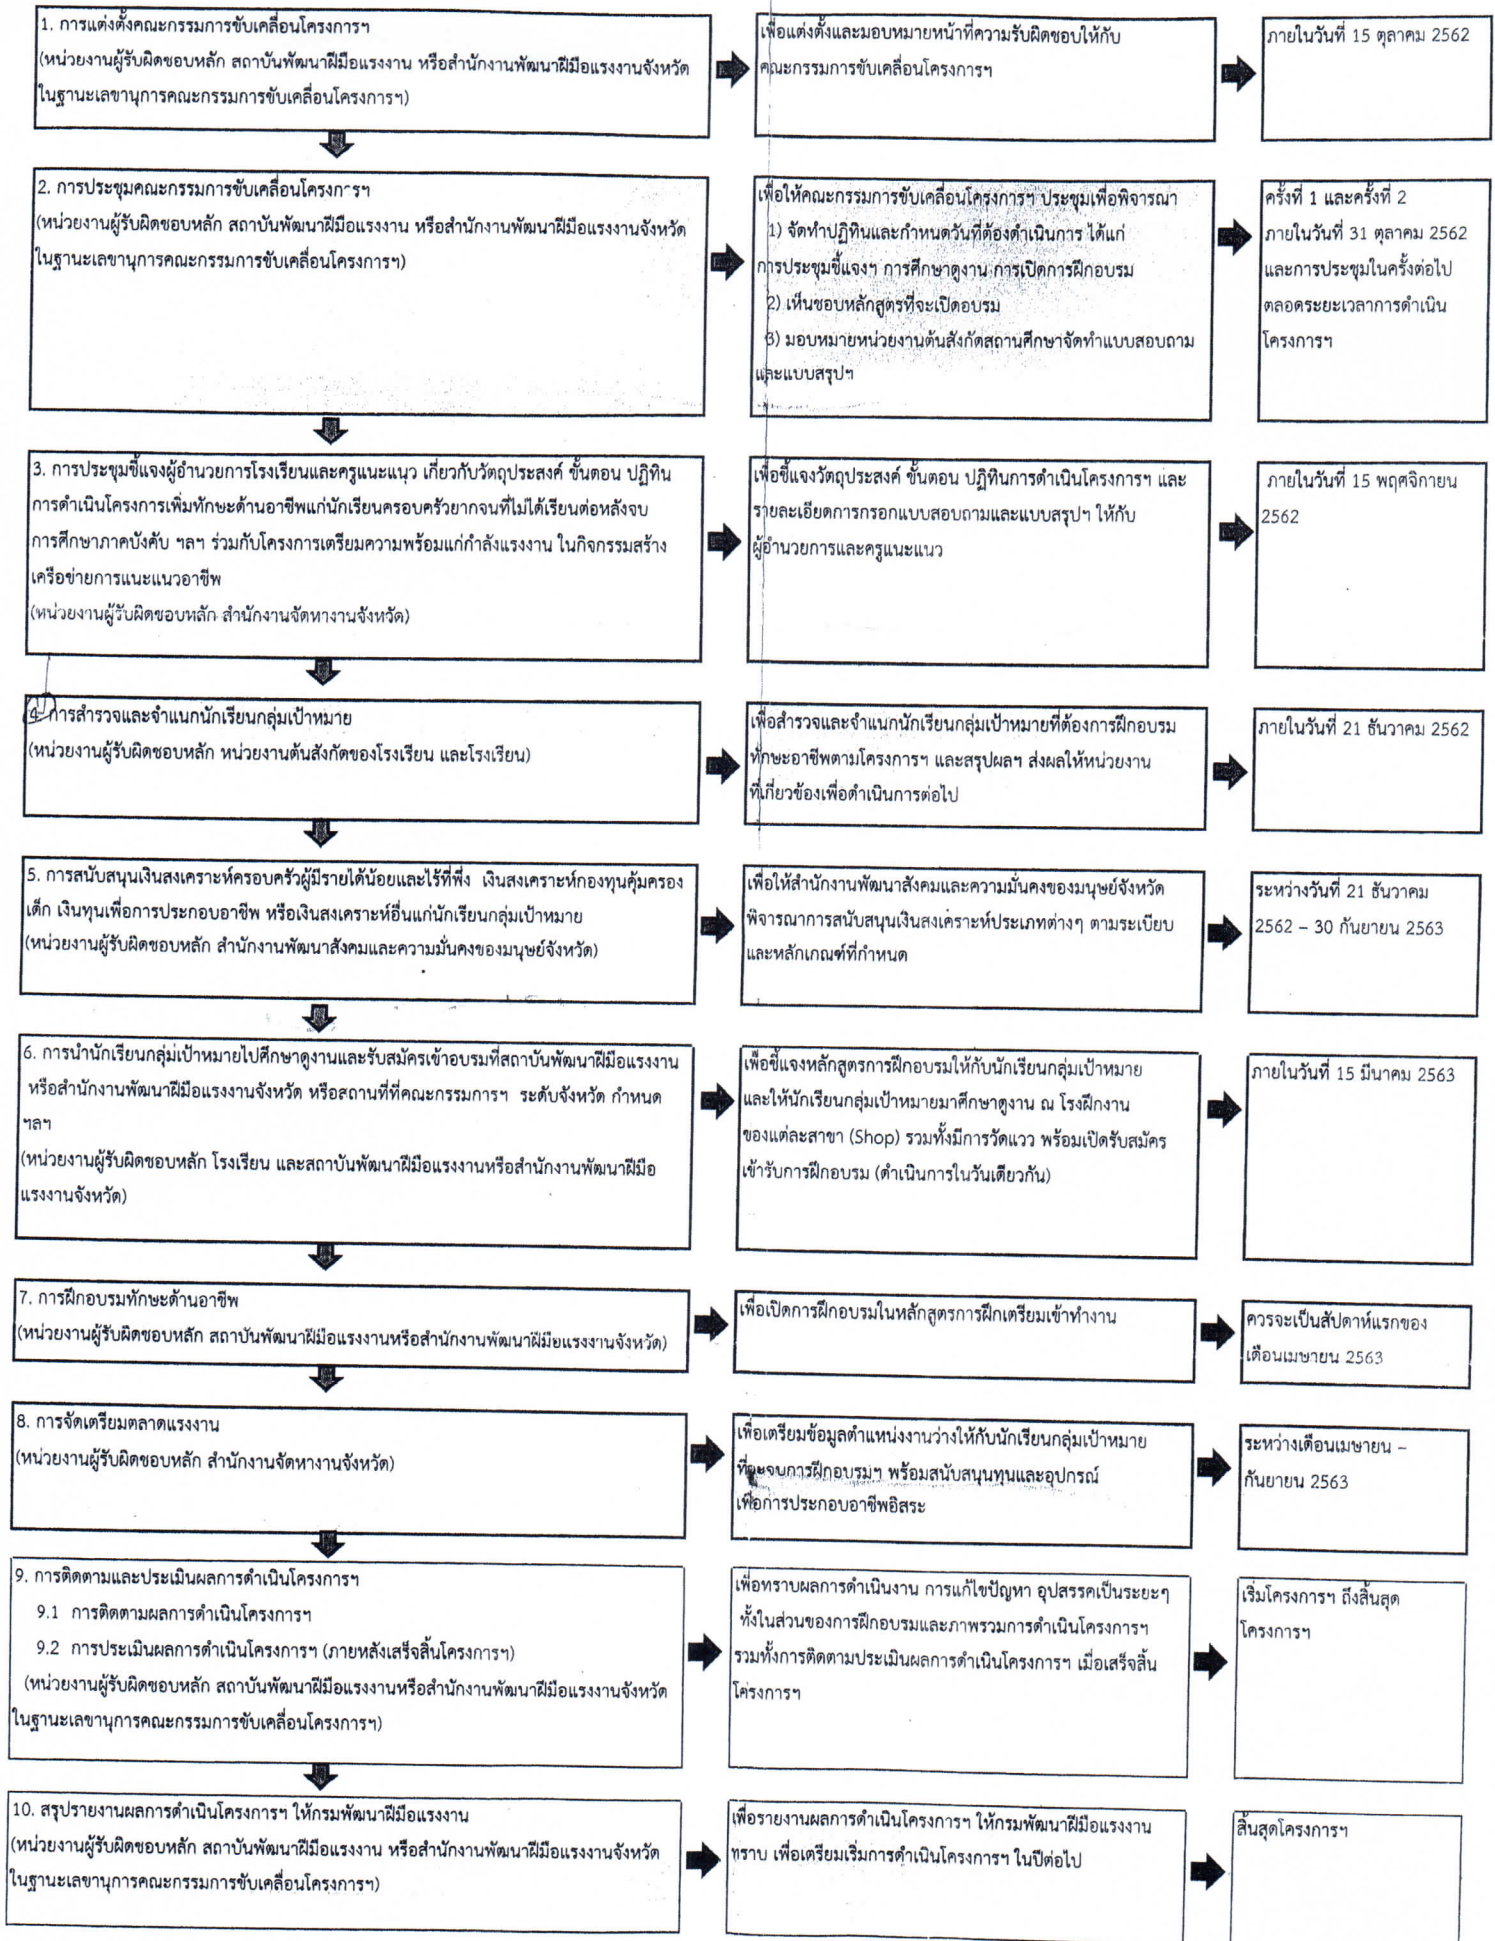 1. การแต่งตั้งคณะกรรมการขับเคลื่อนโครงการฯ
(หน่วยงานผู้รับผิดชอบหลัก สถาบันพัฒนาฝีมือแรงงาน หรือสำนักงานพัฒนาฝีมือแรงงานจังหวัด
ในฐานะเลขานุการคณะกรรมการขับเคลื่อนโครงการฯ)
เพื่อแต่งตั้งและมอบหมายหน้าที่ความรับผิดชอบให้กับ
คณะกรรมการขับเคลื่อนโครงการฯ
ภายในวันที่ 15 ตุลาคม 2562
2. การประชุมคณะกรรมการขับเคลื่อนโครงการฯ
(หน่วยงานผู้รับผิดชอบหลัก สถาบันพัฒนาฝีมือแรงงาน หรือสำนักงานพัฒนาฝีมือแรงงานจังหวัด
ในฐานะเลขานุการคณะกรรมการขับเคลื่อนโครงการฯ)
เพื่อให้คณะกรรมการขับเคลื่อนโครงการฯ ประชุมเพื่อพิจารณา
1) จัดทำปฏิทินและกำหนดวันที่ต้องดำเนินการ ได้แก่
การประชุมชี้แจงฯ การศึกษาดูงาน การเปิดการฝึกอบรม
2) เห็นชอบหลักสูตรที่จะเปิดอบรม
3) มอบหมายหน่วยงานต้นสังกัดสถานศึกษาจัดทำแบบสอบถาม
และแบบสรุปฯ
ครั้งที่ 1 และครั้งที่ 2
ภายในวันที่ 31 ตุลาคม 2562
และการประชุมในครั้งต่อไป
ตลอดระยะเวลาการดำเนิน
โครงการฯ
3. การประชุมชี้แจงผู้อำนวยการโรงเรียนและครูแนะแนว เกี่ยวกับวัตถุประสงค์ ขั้นตอน ปฏิทิน
การดำเนินโครงการเพิ่มทักษะด้านอาชีพแก่นักเรียนครอบครัวยากจนที่ไม่ได้เรียนต่อหลังจบ
การศึกษาภาคบังคับ ฯลฯ ร่วมกับโครงการเตรียมความพร้อมแก่กำลังแรงงาน ในกิจกรรมสร้าง
เครือข่ายการแนะแนวอาชีพ
(หน่วยงานผู้รับผิดชอบหลัก สำนักงานจัดหางานจังหวัด)
เพื่อชี้แจงวัตถุประสงค์ ขั้นตอน ปฏิทินการดำเนินโครงการฯ และ
รายละเอียดการกรอกแบบสอบถามและแบบสรุปฯ ให้กับ
ผู้อำนวยการและครูแนะแนว
ภายในวันที่ 15 พฤศจิกายน
2562
4. การสำรวจและจำแนกนักเรียนกลุ่มเป้าหมาย
(หน่วยงานผู้รับผิดชอบหลัก หน่วยงานต้นสังกัดของโรงเรียน และโรงเรียน)
เพื่อสำรวจและจำแนกนักเรียนกลุ่มเป้าหมายที่ต้องการฝึกอบรม
ทักษะอาชีพตามโครงการฯ และสรุปผลฯ ส่งผลให้หน่วยงาน
ที่เกี่ยวข้องเพื่อดำเนินการต่อไป
ภายในวันที่ 21 ธันวาคม 2562
5. การสนับสนุนเงินสงเคราะห์ครอบครัวผู้มีรายได้น้อยและไร้ที่พึ่ง เงินสงเคราะห์กองทุนคุ้มครอง
เด็ก เงินทุนเพื่อการประกอบอาชีพ หรือเงินสงเคราะห์อื่นแก่นักเรียนกลุ่มเป้าหมาย
(หน่วยงานผู้รับผิดชอบหลัก สำนักงานพัฒนาสังคมและความมั่นคงของมนุษย์จังหวัด)
เพื่อให้สำนักงานพัฒนาสังคมและความมั่นคงของมนุษย์จังหวัด
พิจารณาการสนับสนุนเงินสงเคราะห์ประเภทต่างๆ ตามระเบียบ
และหลักเกณฑ์ที่กำหนด
ระหว่างวันที่ 21 ธันวาคม
2562 – 30 กันยายน 2563
6. การนำนักเรียนกลุ่มเป้าหมายไปศึกษาดูงานและรับสมัครเข้าอบรมที่สถาบันพัฒนาฝีมือแรงงาน
หรือสำนักงานพัฒนาฝีมือแรงงานจังหวัด หรือสถานที่ที่คณะกรรมการฯ ระดับจังหวัด กำหนด
ฯลฯ
(หน่วยงานผู้รับผิดชอบหลัก โรงเรียน และสถาบันพัฒนาฝีมือแรงงานหรือสำนักงานพัฒนาฝีมือ
แรงงานจังหวัด)
เพื่อชี้แจงหลักสูตรการฝึกอบรมให้กับนักเรียนกลุ่มเป้าหมาย
และให้นักเรียนกลุ่มเป้าหมายมาศึกษาดูงาน ณ โรงฝึกงาน
ของแต่ละสาขา (Shop) รวมทั้งมีการวัดแวว พร้อมเปิดรับสมัคร
เข้ารับการฝึกอบรม (ดำเนินการในวันเดียวกัน)
ภายในวันที่ 15 มีนาคม 2563
7. การฝึกอบรมทักษะด้านอาชีพ
(หน่วยงานผู้รับผิดชอบหลัก สถาบันพัฒนาฝีมือแรงงานหรือสำนักงานพัฒนาฝีมือแรงงานจังหวัด)
เพื่อเปิดการฝึกอบรมในหลักสูตรการฝึกเตรียมเข้าทำงาน
ควรจะเป็นสัปดาห์แรกของ
เดือนเมษายน 2563
8. การจัดเตรียมตลาดแรงงาน
(หน่วยงานผู้รับผิดชอบหลัก สำนักงานจัดหางานจังหวัด)
เพื่อเตรียมข้อมูลตำแหน่งงานว่างให้กับนักเรียนกลุ่มเป้าหมาย
ที่จะจบการฝึกอบรมฯ พร้อมสนับสนุนทุนและอุปกรณ์
เพื่อการประกอบอาชีพอิสระ
ระหว่างเดือนเมษายน –
กันยายน 2563
9. การติดตามและประเมินผลการดำเนินโครงการฯ
9.1 การติดตามผลการดำเนินโครงการฯ
9.2 การประเมินผลการดำเนินโครงการฯ (ภายหลังเสร็จสิ้นโครงการฯ)
(หน่วยงานผู้รับผิดชอบหลัก สถาบันพัฒนาฝีมือแรงงานหรือสำนักงานพัฒนาฝีมือแรงงานจังหวัด
ในฐานะเลขานุการคณะกรรมการขับเคลื่อนโครงการฯ)
เพื่อทราบผลการดำเนินงาน การแก้ไขปัญหา อุปสรรคเป็นระยะๆ
ทั้งในส่วนของการฝึกอบรมและภาพรวมการดำเนินโครงการฯ
รวมทั้งการติดตามประเมินผลการดำเนินโครงการฯ เมื่อเสร็จสิ้น
โครงการฯ
เริ่มโครงการฯ ถึงสิ้นสุด
โครงการฯ
10. สรุปรายงานผลการดำเนินโครงการฯ ให้กรมพัฒนาฝีมือแรงงาน
(หน่วยงานผู้รับผิดชอบหลัก สถาบันพัฒนาฝีมือแรงงาน หรือสำนักงานพัฒนาฝีมือแรงงานจังหวัด
ในฐานะเลขานุการคณะกรรมการขับเคลื่อนโครงการฯ)
เพื่อรายงานผลการดำเนินโครงการฯ ให้กรมพัฒนาฝีมือแรงงาน
ทราบ เพื่อเตรียมเริ่มการดำเนินโครงการฯ ในปีต่อไป
สิ้นสุดโครงการฯ